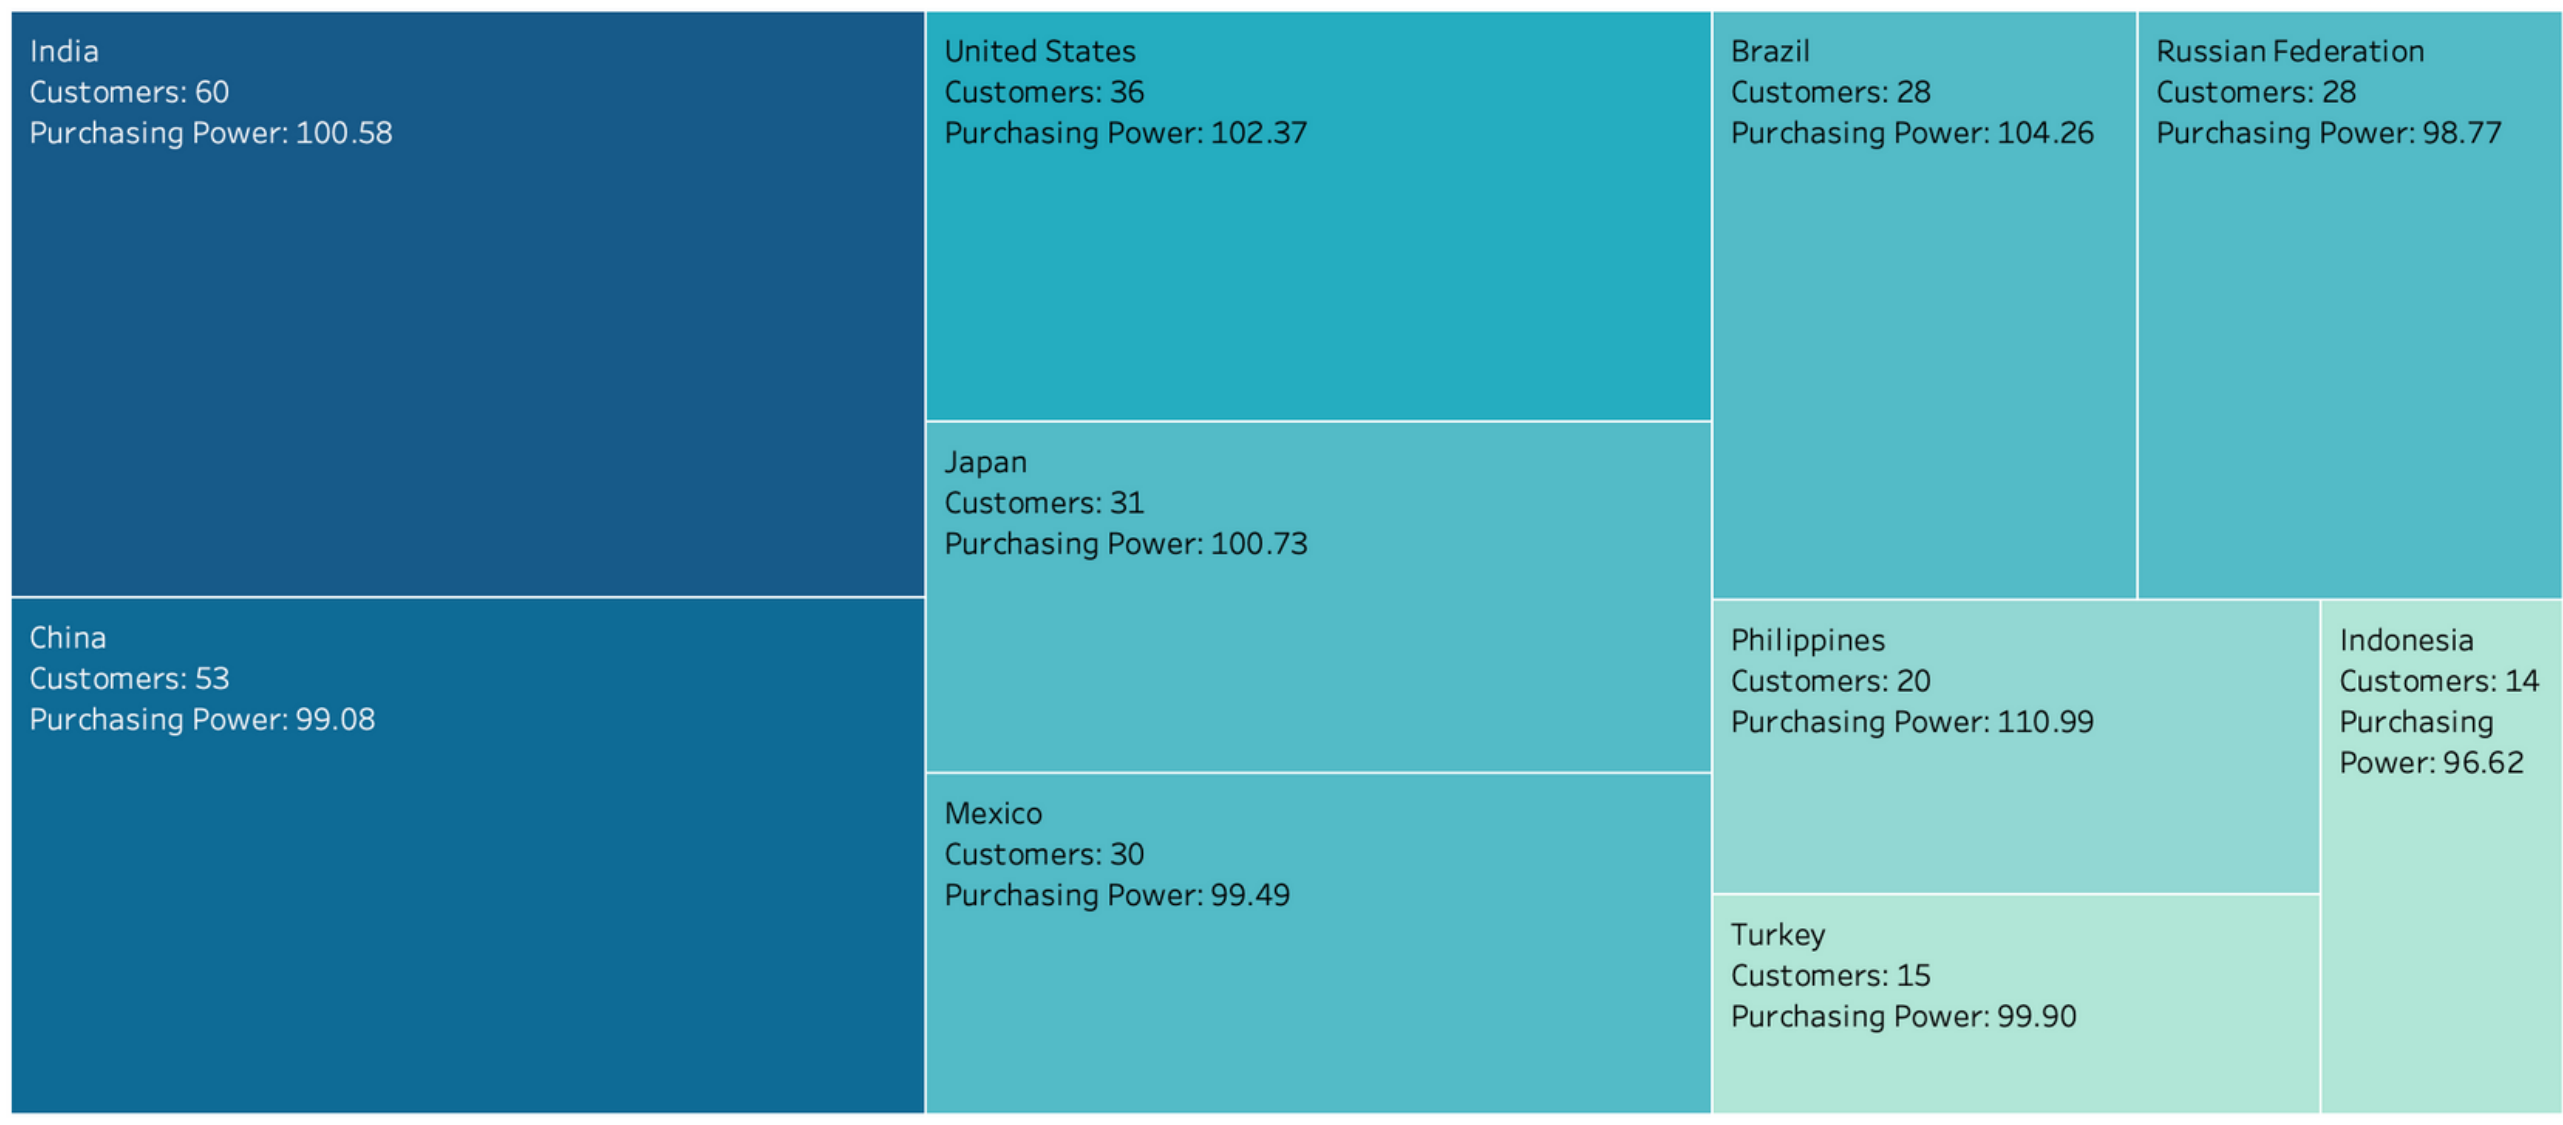 India
Customers: 60
Purchasing Power: 100.58
China
Customers: 53
Purchasing Power: 99.08
United States
Customers: 36
Purchasing Power: 102.37
Japan
Customers: 31
Purchasing Power: 100.73
Mexico
Customers: 30
Purchasing Power: 99.49
Brazil
Customers: 28
Purchasing Power: 104.26
Russian Federation
Customers: 28
Purchasing Power: 98.77
Philippines
Customers: 20
Purchasing Power: 110.99
Turkey
Customers: 15
Purchasing Power: 99.90
Indonesia
Customers: 14
Purchasing
Power: 96.62